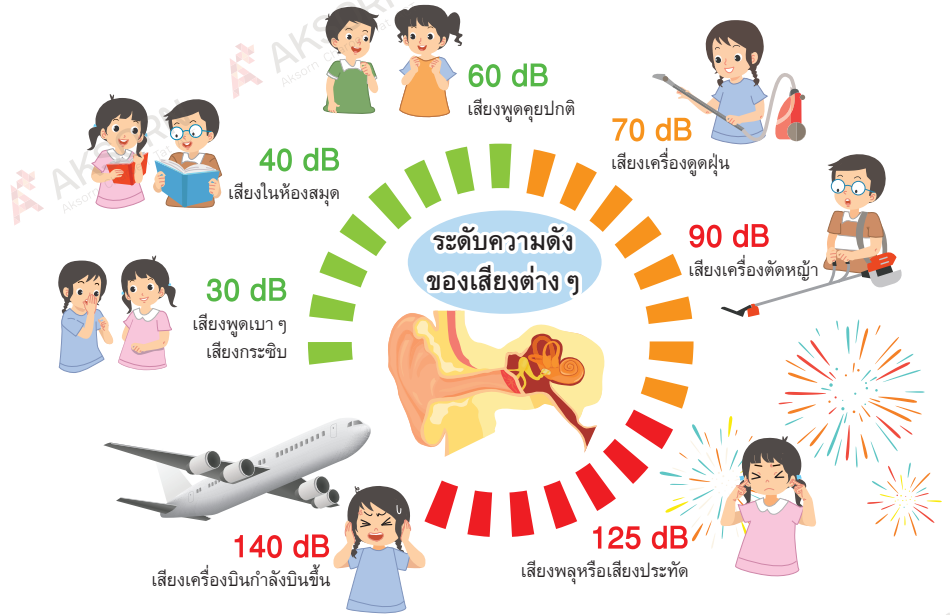 AKSORN
Aksorn
60 dB
เสียงพูดคุยปกติ
70 dB
เสียงเครื่องดูดฝุ่น
AKSORN
Aksorn
40 dB
เสียงในห้องสมุด
ระดับความดัง
ของเสียงต่าง ๆ
90 dB
เสียงเครื่องตัดหญ้า
30 dB
เสียงพูดเบา ๆ
เสียงกระซิบ
140 dB
เสียงเครื่องบินกำลังบินขึ้น
125 dB
เสียงพลุหรือเสียงประทัด